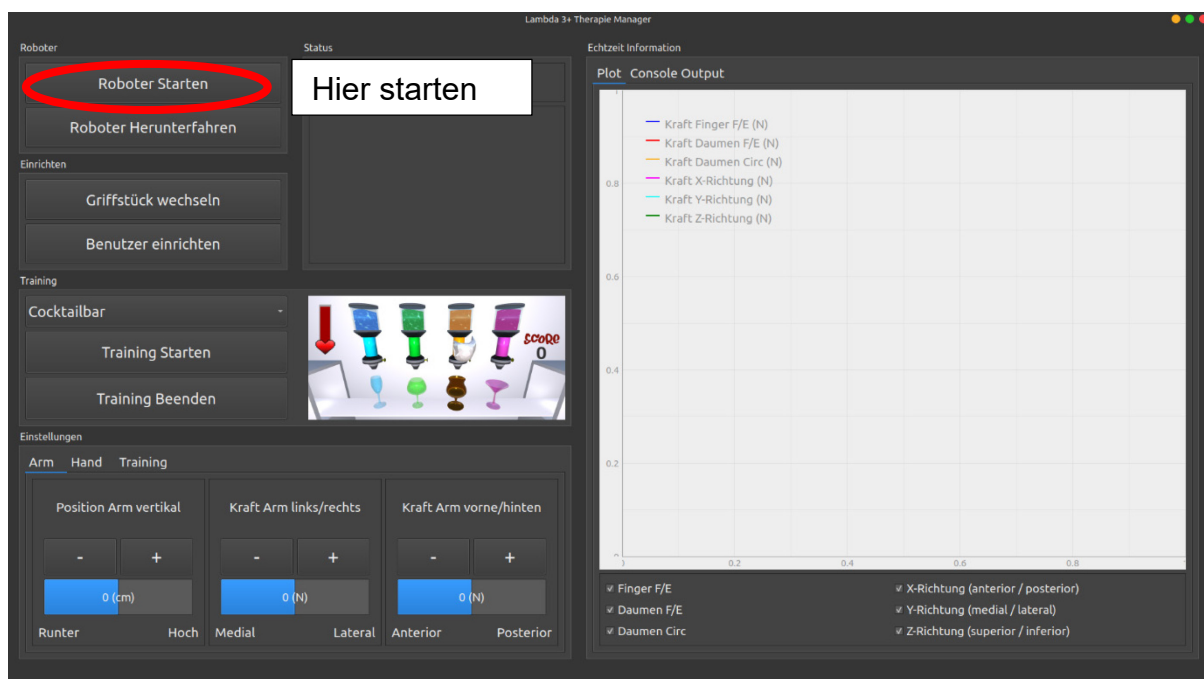 Lambda 3+ Therapie Manager
Roboter
Roboter Starten
Roboter Herunterfahren
Status
Hier starten
Einrichten
Griffstück wechseln
Benutzer einrichten
Training
Cocktailbar
Training Starten
Training Beenden
SCORE
0
Einstellungen
Arm Hand Training
Position Arm vertikal
- +
0 (cm)
Runter Hoch
Kraft Arm links/rechts
- +
0 (N)
Medial Lateral
Kraft Arm vorne/hinten
- +
0 (N)
Anterior Posterior
Echtzeit Information
Plot Console Output
Kraft Finger F/E (N)
Kraft Daumen F/E (N)
Kraft Daumen Circ (N)
Kraft X-Richtung (N)
Kraft Y-Richtung (N)
Kraft Z-Richtung (N)
0.8
0.6
0.4
0.2
0.2 0.4 0.6 0.8
Finger F/E
Daumen F/E
Daumen Circ
X-Richtung (anterior / posterior)
Y-Richtung (medial / lateral)
Z-Richtung (superior / inferior)